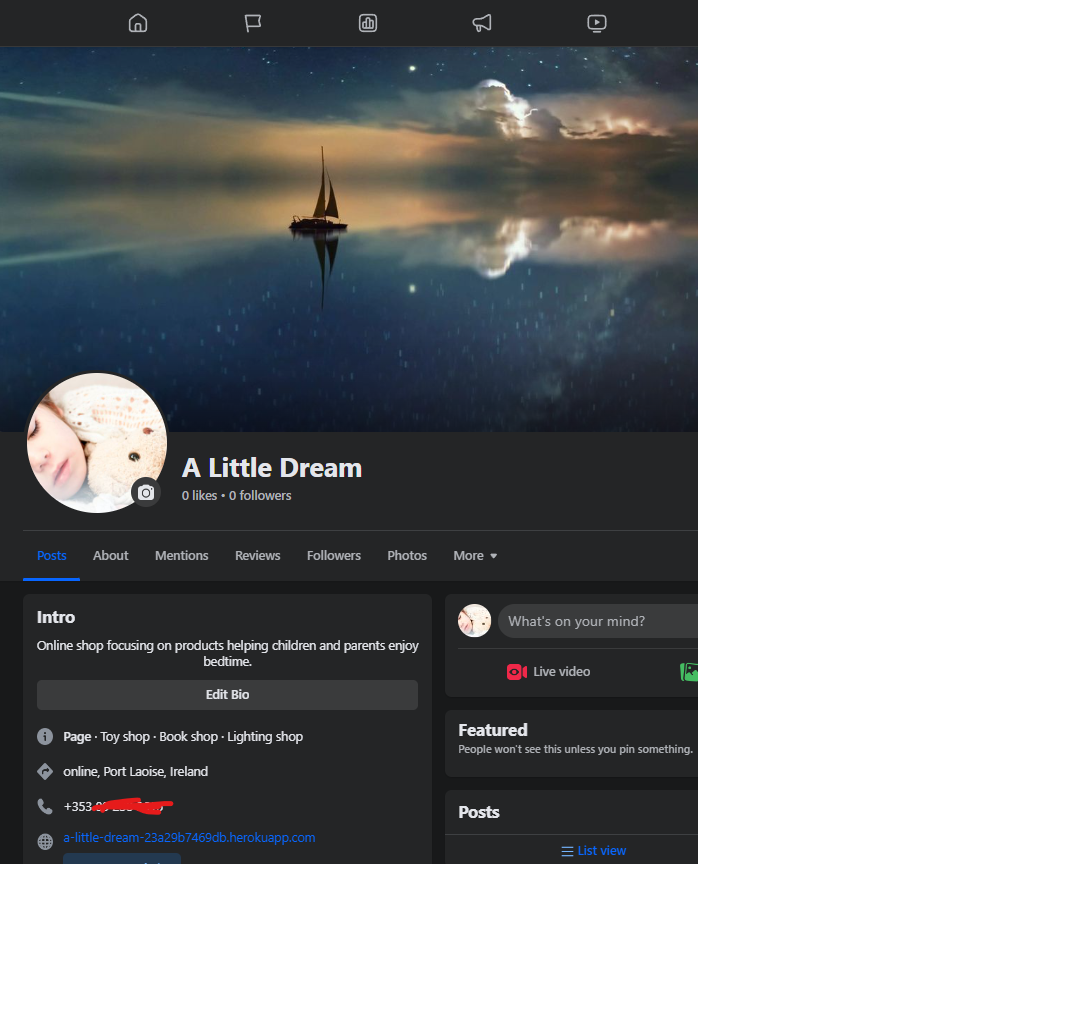 A Little Dream
0 likes • 0 followers
Posts About Mentions Reviews Followers Photos More
Intro
Online shop focusing on products helping children and parents enjoy
bedtime.
Edit Bio
Page · Toy shop · Book shop · Lighting shop
online, Port Laoise, Ireland
+353
a-little-dream-23a29b7469db.herokuapp.com
What's on your mind?
Live video
Featured
People won't see this unless you pin something.
Posts
List view